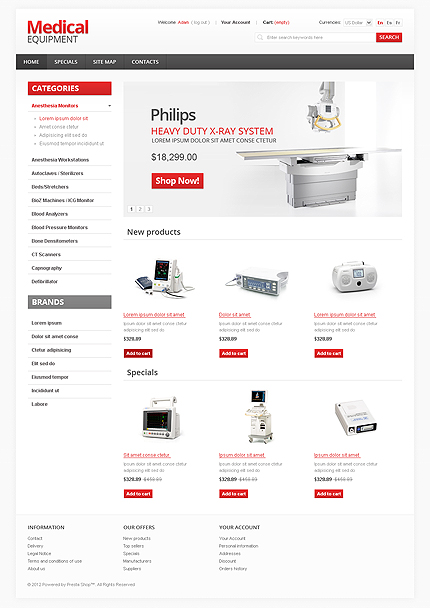 Medical
EQUIPMENT
Welcome Adam ( log out ) | Your Account | Cart: (empty)
Currencies: US Dollar En Es Fr
Enter search keywords here SEARCH
HOME SPECIALS SITE MAP CONTACTS
CATEGORIES
Anesthesia Monitors
Lorem ipsum dolor sit
Amet conse ctetur
Adipisicing elit sed do
Eiusmod tempor incididunt ut
Anesthesia Workstations
Autoclaves / Sterilizers
Beds/Stretchers
BioZ Machines / ICG Monitor
Blood Analyzers
Blood Pressure Monitors
Bone Densitometers
CT Scanners
Capnography
Defibrillator
BRANDS
Lorem ipsum
Dolor sit amet conse
Ctetur adipisicing
Elit sed do
Eiusmod tempor
Incididunt ut
Labore
Philips
HEAVY DUTY X-RAY SYSTEM
LOREM IPSUM DOLOR SIT AMET CONSE CTETUR
$18,299.00
Shop Now!
1 2 3
New products
Lorem ipsum dolor sit amet
Ipsum dolor sit amet conse ctetur
adipisicing elit sed do.
$328.89
Add to cart
Dolor sit amet
Ipsum dolor sit amet conse ctetur
adipisicing elit sed do.
$328.89
Add to cart
Lorem ipsum dolor sit amet
Ipsum dolor sit amet conse ctetur
adipisicing elit sed do.
$328.89
Add to cart
Specials
Sit amet conse ctetur
Ipsum dolor sit amet conse ctetur
adipisicing elit sed do.
$328.89
Add to cart
Ipsum dolor sit amet
Ipsum dolor sit amet conse ctetur
adipisicing elit sed do.
$328.89
Add to cart
Ipsum dolor sit amet
Ipsum dolor sit amet conse ctetur
adipisicing elit sed do.
$328.89
Add to cart
INFORMATION
Contact
Delivery
Legal Notice
Terms and conditions of use
About us
OUR OFFERS
New products
Top sellers
Specials
Manufacturers
Suppliers
YOUR ACCOUNT
Your Account
Personal information
Addresses
Discount
Orders history
© 2012 Powered by Presta Shop™. All Rights Reserved